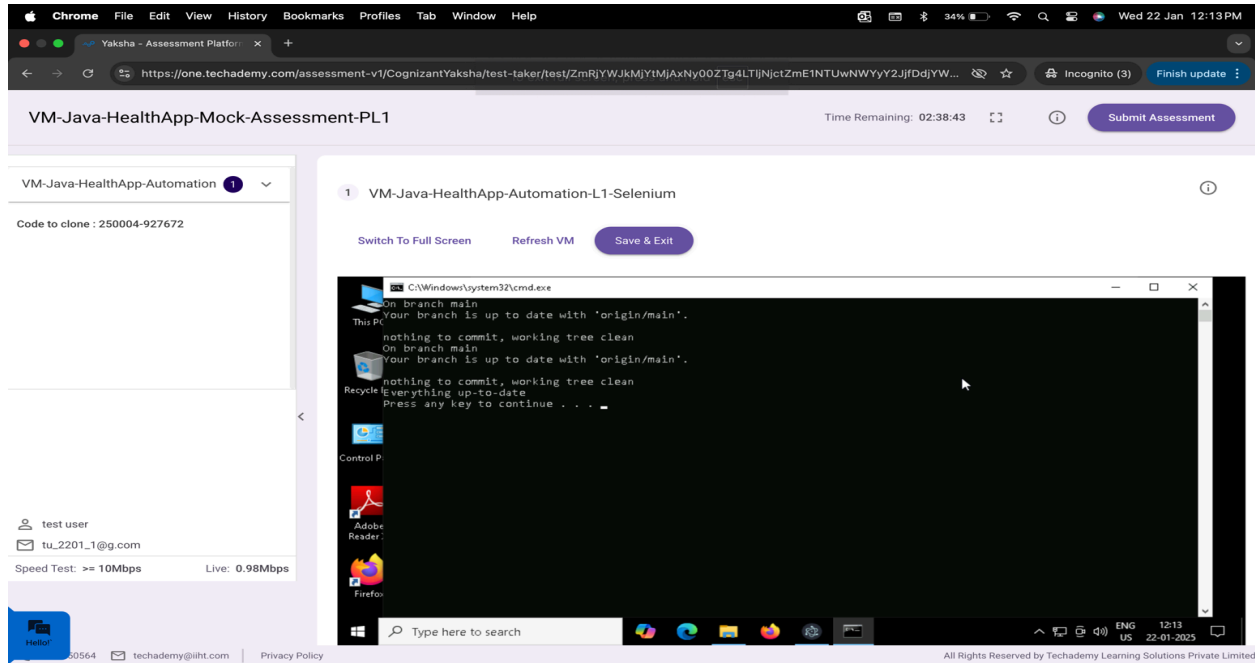 Chrome File Edit View History Bookmarks Profiles Tab Window Help 34% Wed 22 Jan 12:13 PM
Yaksha - Assessment Platform
https://one.techademy.com/assessment-v1/CognizantYaksha/test-taker/test/ Incognito (3) Finish update
VM-Java-HealthApp-Mock-Assessment-PL1 Time Remaining: 02:38:43 Submit Assessment
VM-Java-HealthApp-Automation 1
Code to clone : 250004-927672
1 VM-Java-HealthApp-Automation-L1-Selenium
Switch To Full Screen Refresh VM Save & Exit
C:\Windows\system32\cmd.exe
On branch main
Your branch is up to date with 'origin/main'.
nothing to commit, working tree clean
On branch main
Your branch is up to date with 'origin/main'.
nothing to commit, working tree clean
Everything up-to-date
Press any key to continue . . .
This PC
Recycle
Control P
Adobe
Reader
Firefox
Type here to search
ENG 12:13
US 22-01-2025
test user
tu_2201_1@g.com
Speed Test: >= 10Mbps Live: 0.98Mbps
Hello!
50564 techademy@iiht.com Privacy Policy All Rights Reserved by Techademy Learning Solutions Private Limited